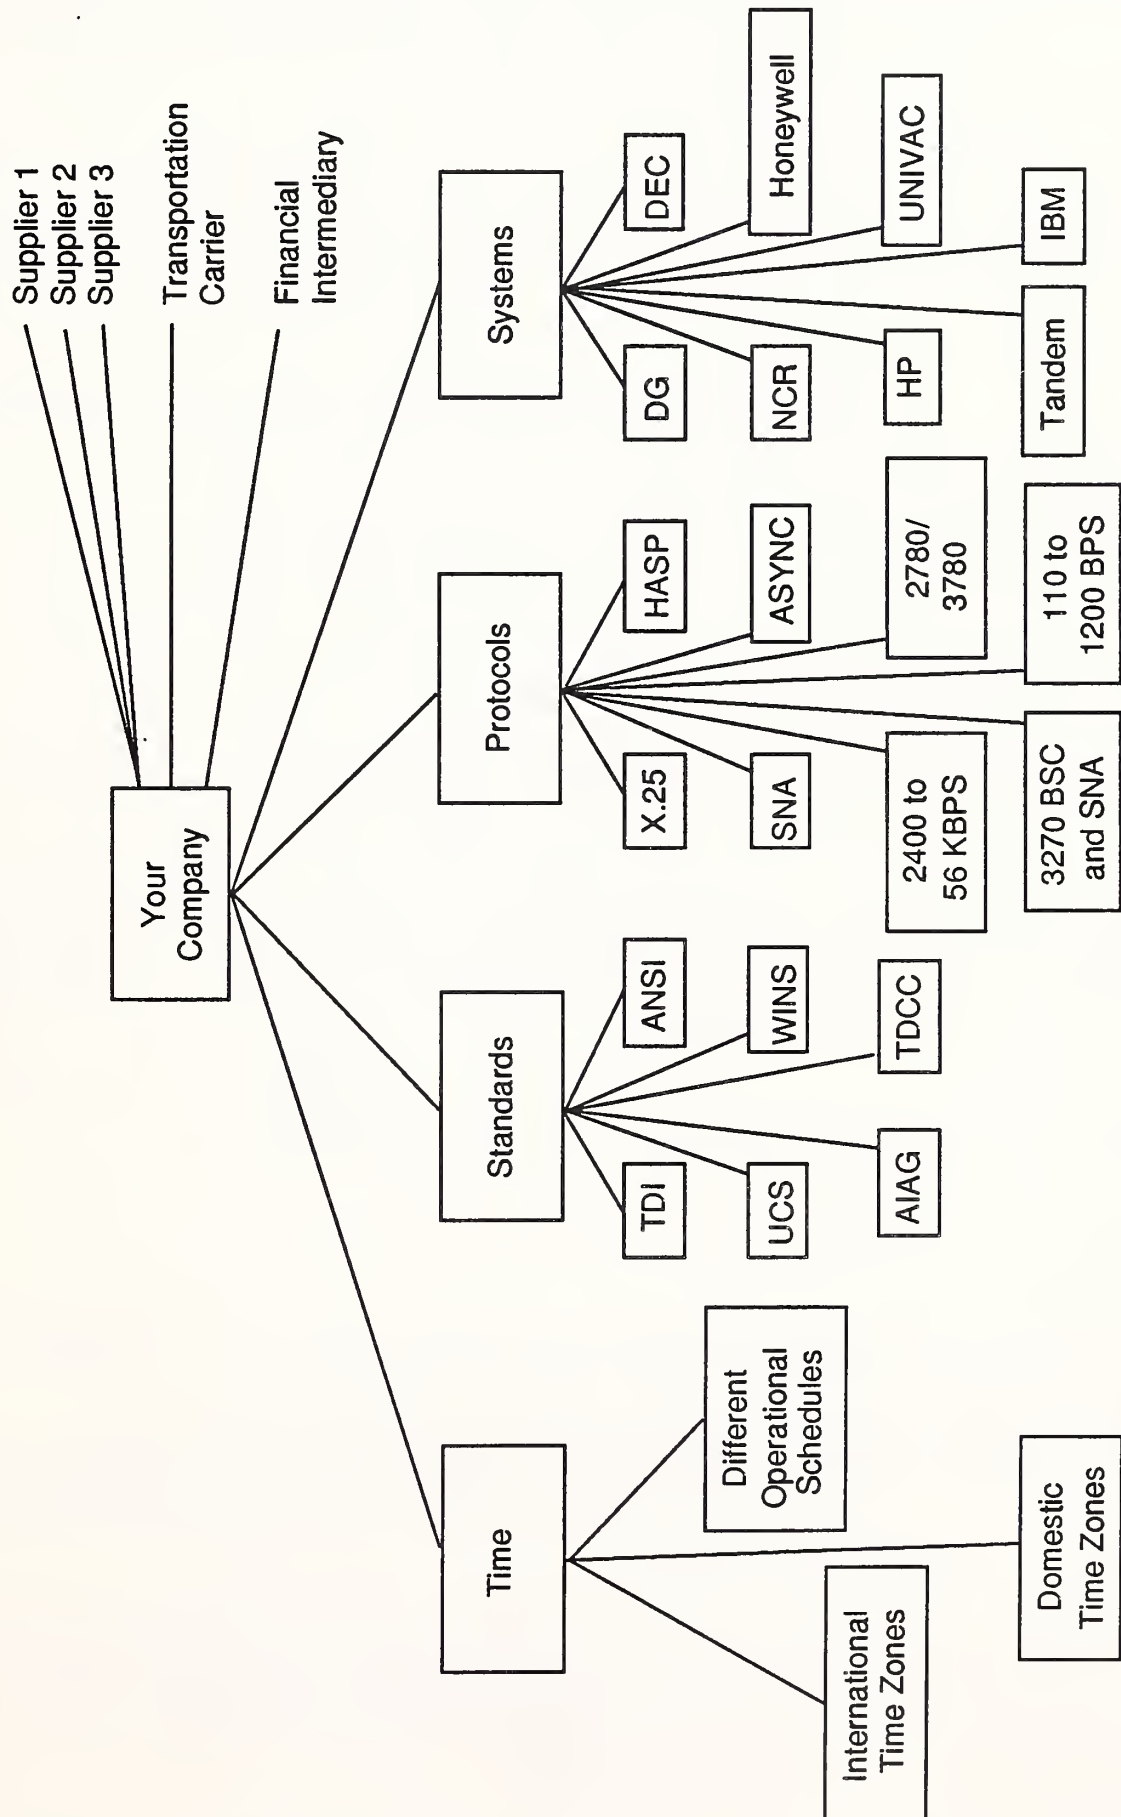 Supplier 1
Supplier 2
Supplier 3
Transportation
Carrier
Financial
Intermediary
Your
Company
Time
Standards
Protocols
Systems
Different
Operational
Schedules
International
Time Zones
Domestic
Time Zones
TDI
ANSI
UCS
WINS
AIAG
TDCC
X.25
HASP
SNA
ASYNC
2400 to
56 KBPS
2780/
3780
3270 BSC
and SNA
110 to
1200 BPS
DG
DEC
NCR
Honeywell
HP
UNIVAC
Tandem
IBM